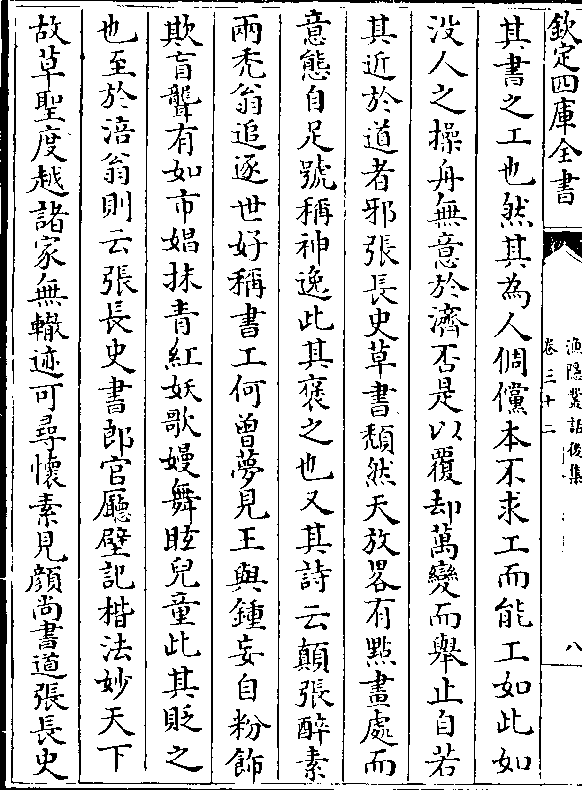 欽定四庫全書
漁隱叢話後集
卷三十二
八
其書之工也然其為人倜儻本不求工而能工如此如
没人之操舟無意於濟否是以覆却萬變而舉止自若
其近於道者邪張長史草書頽然天放畧有點畫處而
意態自足號稱神逸此其褒之也又其詩云顛張醉素
兩禿翁追逐世好稱書工何曾夢見王與鍾妄自粉飾
欺盲聾有如市娼抹青紅妖歌嫚舞眩兒童此其貶之
也至於涪翁則云張長史書郎官廳壁記楷法妙天下
故草聖度越諸家無轍迹可尋懷素見顔尚書道張長史